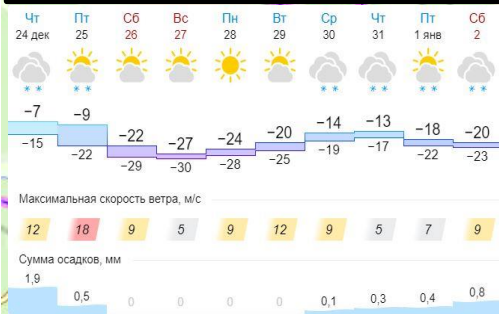 Чт Пт Сб Вс Пн Вт Ср Чт Пт Сб
24 дек 25 26 27 28 29 30 31 1 янв 2
−7 −9 −22 −27 −24 −20 −14 −13 −18 −20
−15 −22 −29 −30 −28 −25 −19 −17 −22 −23
Максимальная скорость ветра, м/с
12 18 9 5 9 12 9 5 7 9
Сумма осадков, мм
1,9 0,5 0 0 0 0 0,1 0,3 0,4 0,8